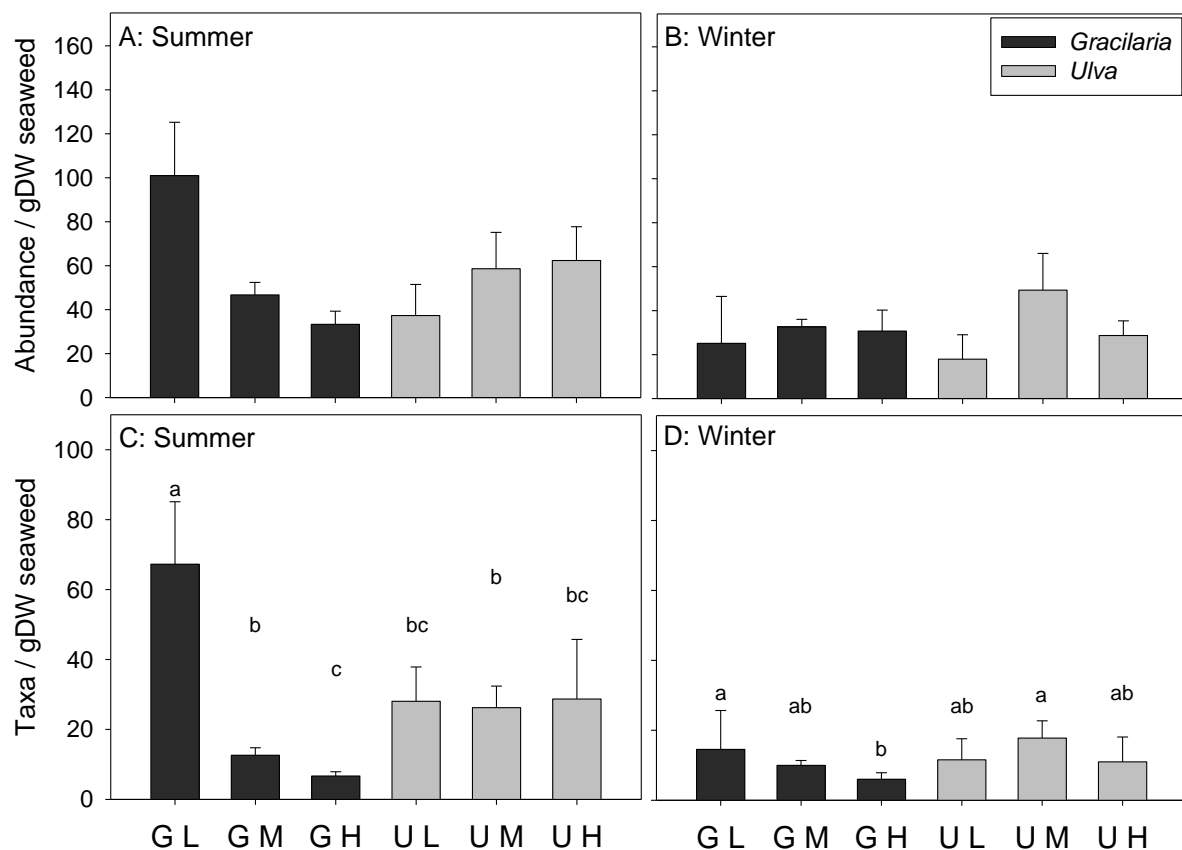 A: Summer
B: Winter
Gracilaria
Ulva
Abundance / gDW seaweed
160
140
120
100
80
60
40
20
0
C: Summer
D: Winter
Taxa / gDW seaweed
100
80
60
40
20
0
a
b
c
bc
b
bc
a
ab
b
ab
a
ab
G L
G M
G H
U L
U M
U H
G L
G M
G H
U L
U M
U H